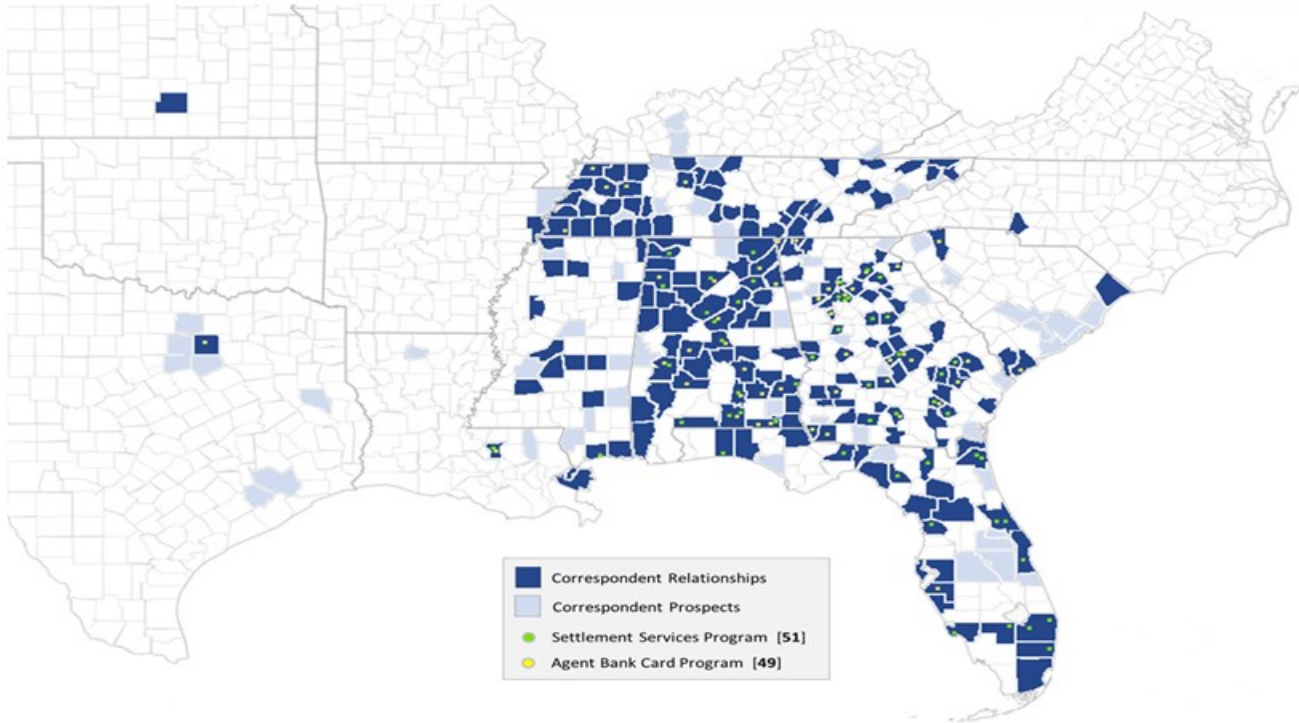 Correspondent Relationships
Correspondent Prospects
Settlement Services Program [51]
Agent Bank Card Program [49]